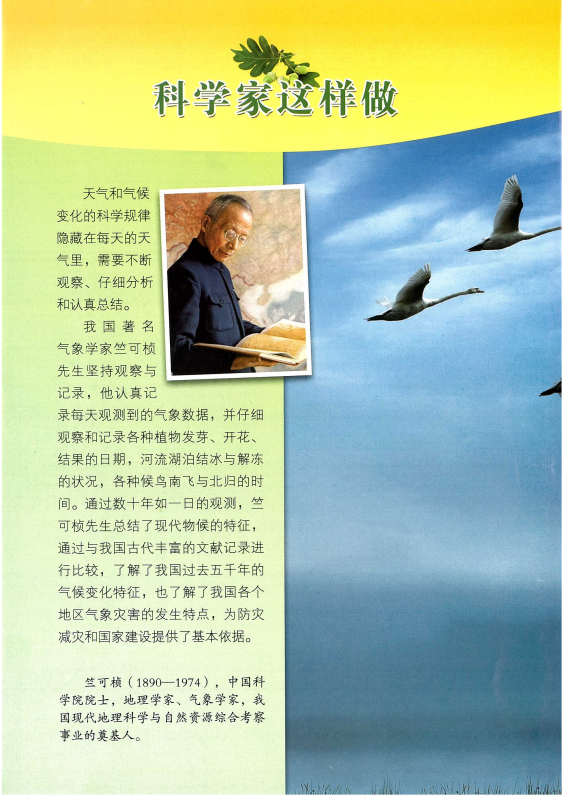 科学家这样做
天气和气候
变化的科学规律
隐藏在每天的天
气里，需要不断
观察、仔细分析
和认真总结。
我国著名
气象学家竺可桢
先生坚持观察与
记录，他认真记
录每天观测到的气象数据，并仔细
观察和记录各种植物发芽、开花、
结果的日期，河流湖泊结冰与解冻
的状况，各种候鸟南飞与北归的时
间。通过数十年如一日的观测，竺
可桢先生总结了现代物候的特征，
通过与我国古代丰富的文献记录进
行比较，了解了我国过去五千年的
气候变化特征，也了解了我国各个
地区气象灾害的发生特点，为防灾
减灾和国家建设提供了基本依据。
竺可桢（1890—1974），中国科
学院院士，地理学家、气象学家，我
国现代地理科学与自然资源综合考察
事业的奠基人。